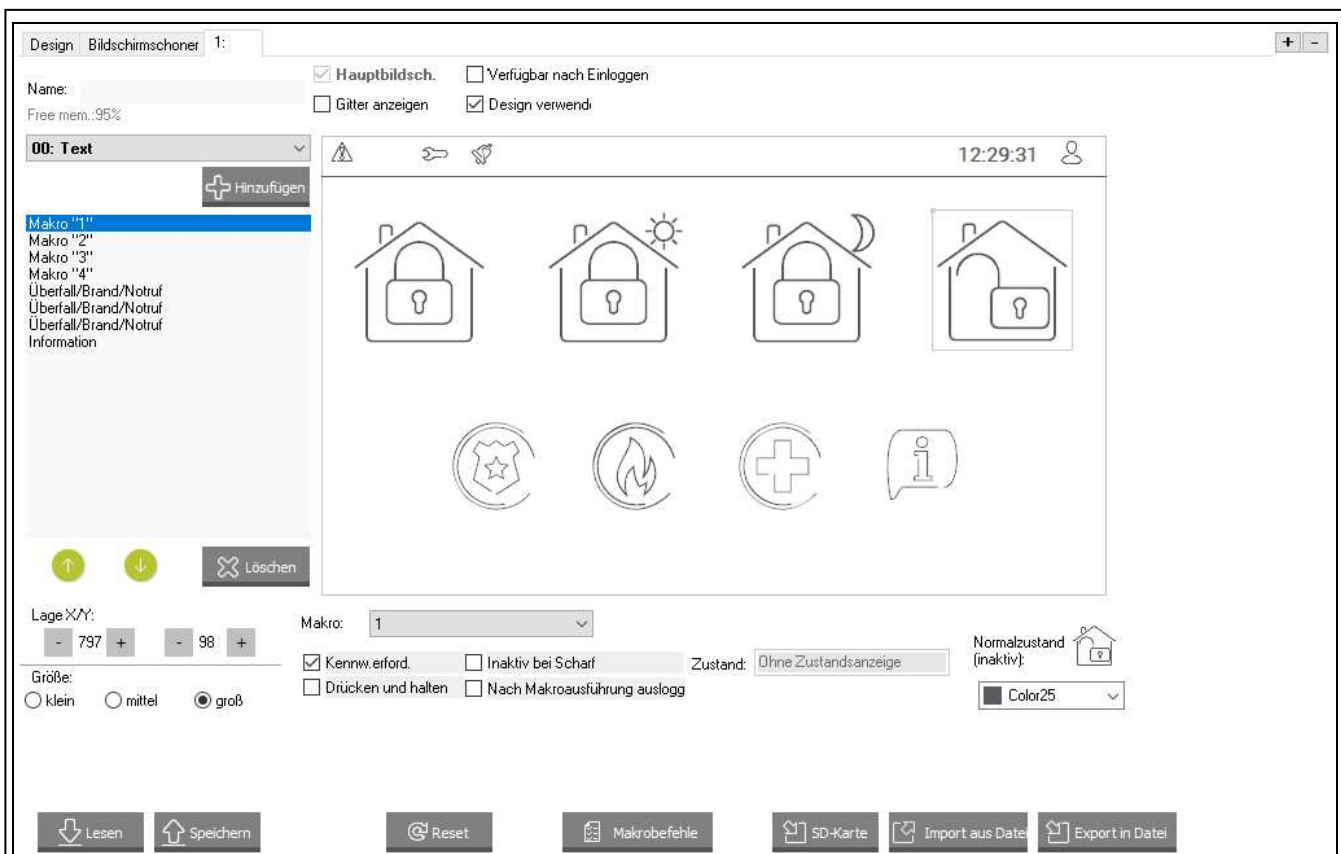 Design Bildschirmschoner 1:
+ -
Name:
Free mem.:95%
Hauptbildsch. Verfügbar nach Einloggen
Gitter anzeigen Design verwend
00: Text
Hinzufügen
Makro "1"
Makro "2"
Makro "3"
Makro "4"
Überfall/Brand/Notruf
Überfall/Brand/Notruf
Überfall/Brand/Notruf
Information
12:29:31
Löschen
Lage X/Y:
- 797 + - 98 +
Größe:
klein mittel groß
Makro: 1
Kennw.erford. Inaktiv bei Scharf Zustand: Ohne Zustandsanzeige
Drücken und halten Nach Makroausführung auslogg
Normalzustand
(inaktiv):
Color25
Lesen Speichern Reset Makrobefehle SD-Karte Import aus Datei Export in Datei